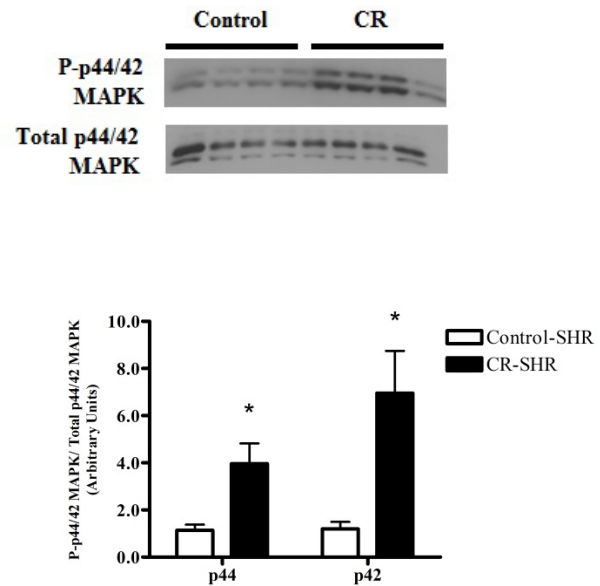 Control CR
P-p44/42
MAPK
Total p44/42
MAPK
P-p44/42 MAPK/ Total p44/42 MAPK
(Arbitrary Units)
10.0
8.0
6.0
4.0
2.0
0.0
*
*
p44 p42
Control-SHR
CR-SHR